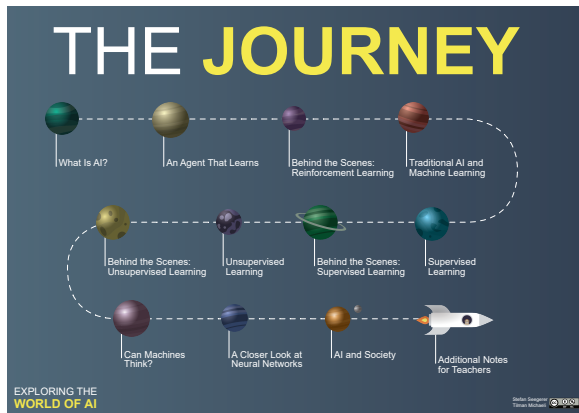 THE JOURNEY
What Is AI?
An Agent That Learns
Behind the Scenes:
Reinforcement Learning
Traditional AI and
Machine Learning
Behind the Scenes:
Unsupervised Learning
Unsupervised
Learning
Behind the Scenes:
Supervised Learning
Supervised
Learning
Can Machines
Think?
A Closer Look at
Neural Networks
AI and Society
Additional Notes
for Teachers
EXPLORING THE
WORLD OF AI
Stefan Seegerer
Tilman Michaeli